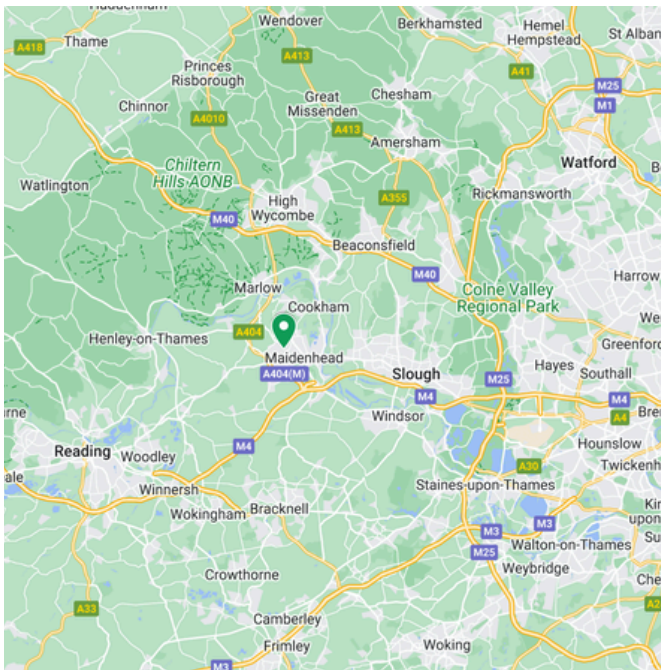 Haddenham
Wendover
Berkhamsted
Hemel
Hempstead
St Alban
A418
Thame
A413
A41
Princes
Risborough
M25
M1
Chinnor
Great
Missenden
Chesham
A4010
A413
Amersham
Watford
Chiltern
Hills AONB
Watlington
High
Wycombe
A355
Rickmansworth
M40
Beaconsfield
M40
Harrow
Marlow
Colne Valley
Regional Park
Cookham
Henley-on-Thames
A404
Greenford
Maidenhead
A404(M)
Slough
M25
Hayes
Southall
M4
M4
Windsor
A4
Reading
Woodley
M4
Hounslow
A30
Twickenh
Winnersh
Staines-upon-Thames
Wokingham
Bracknell
M3
M3
upon
M25
Walton-on-Thames
Weybridge
Crowthorne
Che
A33
Camberley
Frimley
Woking
M3